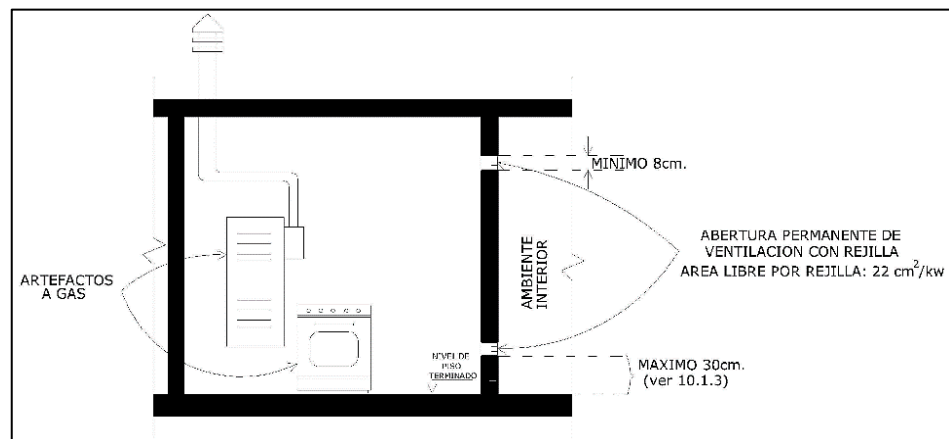 MINIMO 8cm.
ABERTURA PERMANENTE DE
VENTILACION CON REJILLA
AREA LIBRE POR REJILLA: 22 cm²/kw
AMBIENTE
INTERIOR
ARTEFACTOS
A GAS
NIVEL DE
PISO
TERMINADO
MAXIMO 30cm.
(ver 10.1.3)